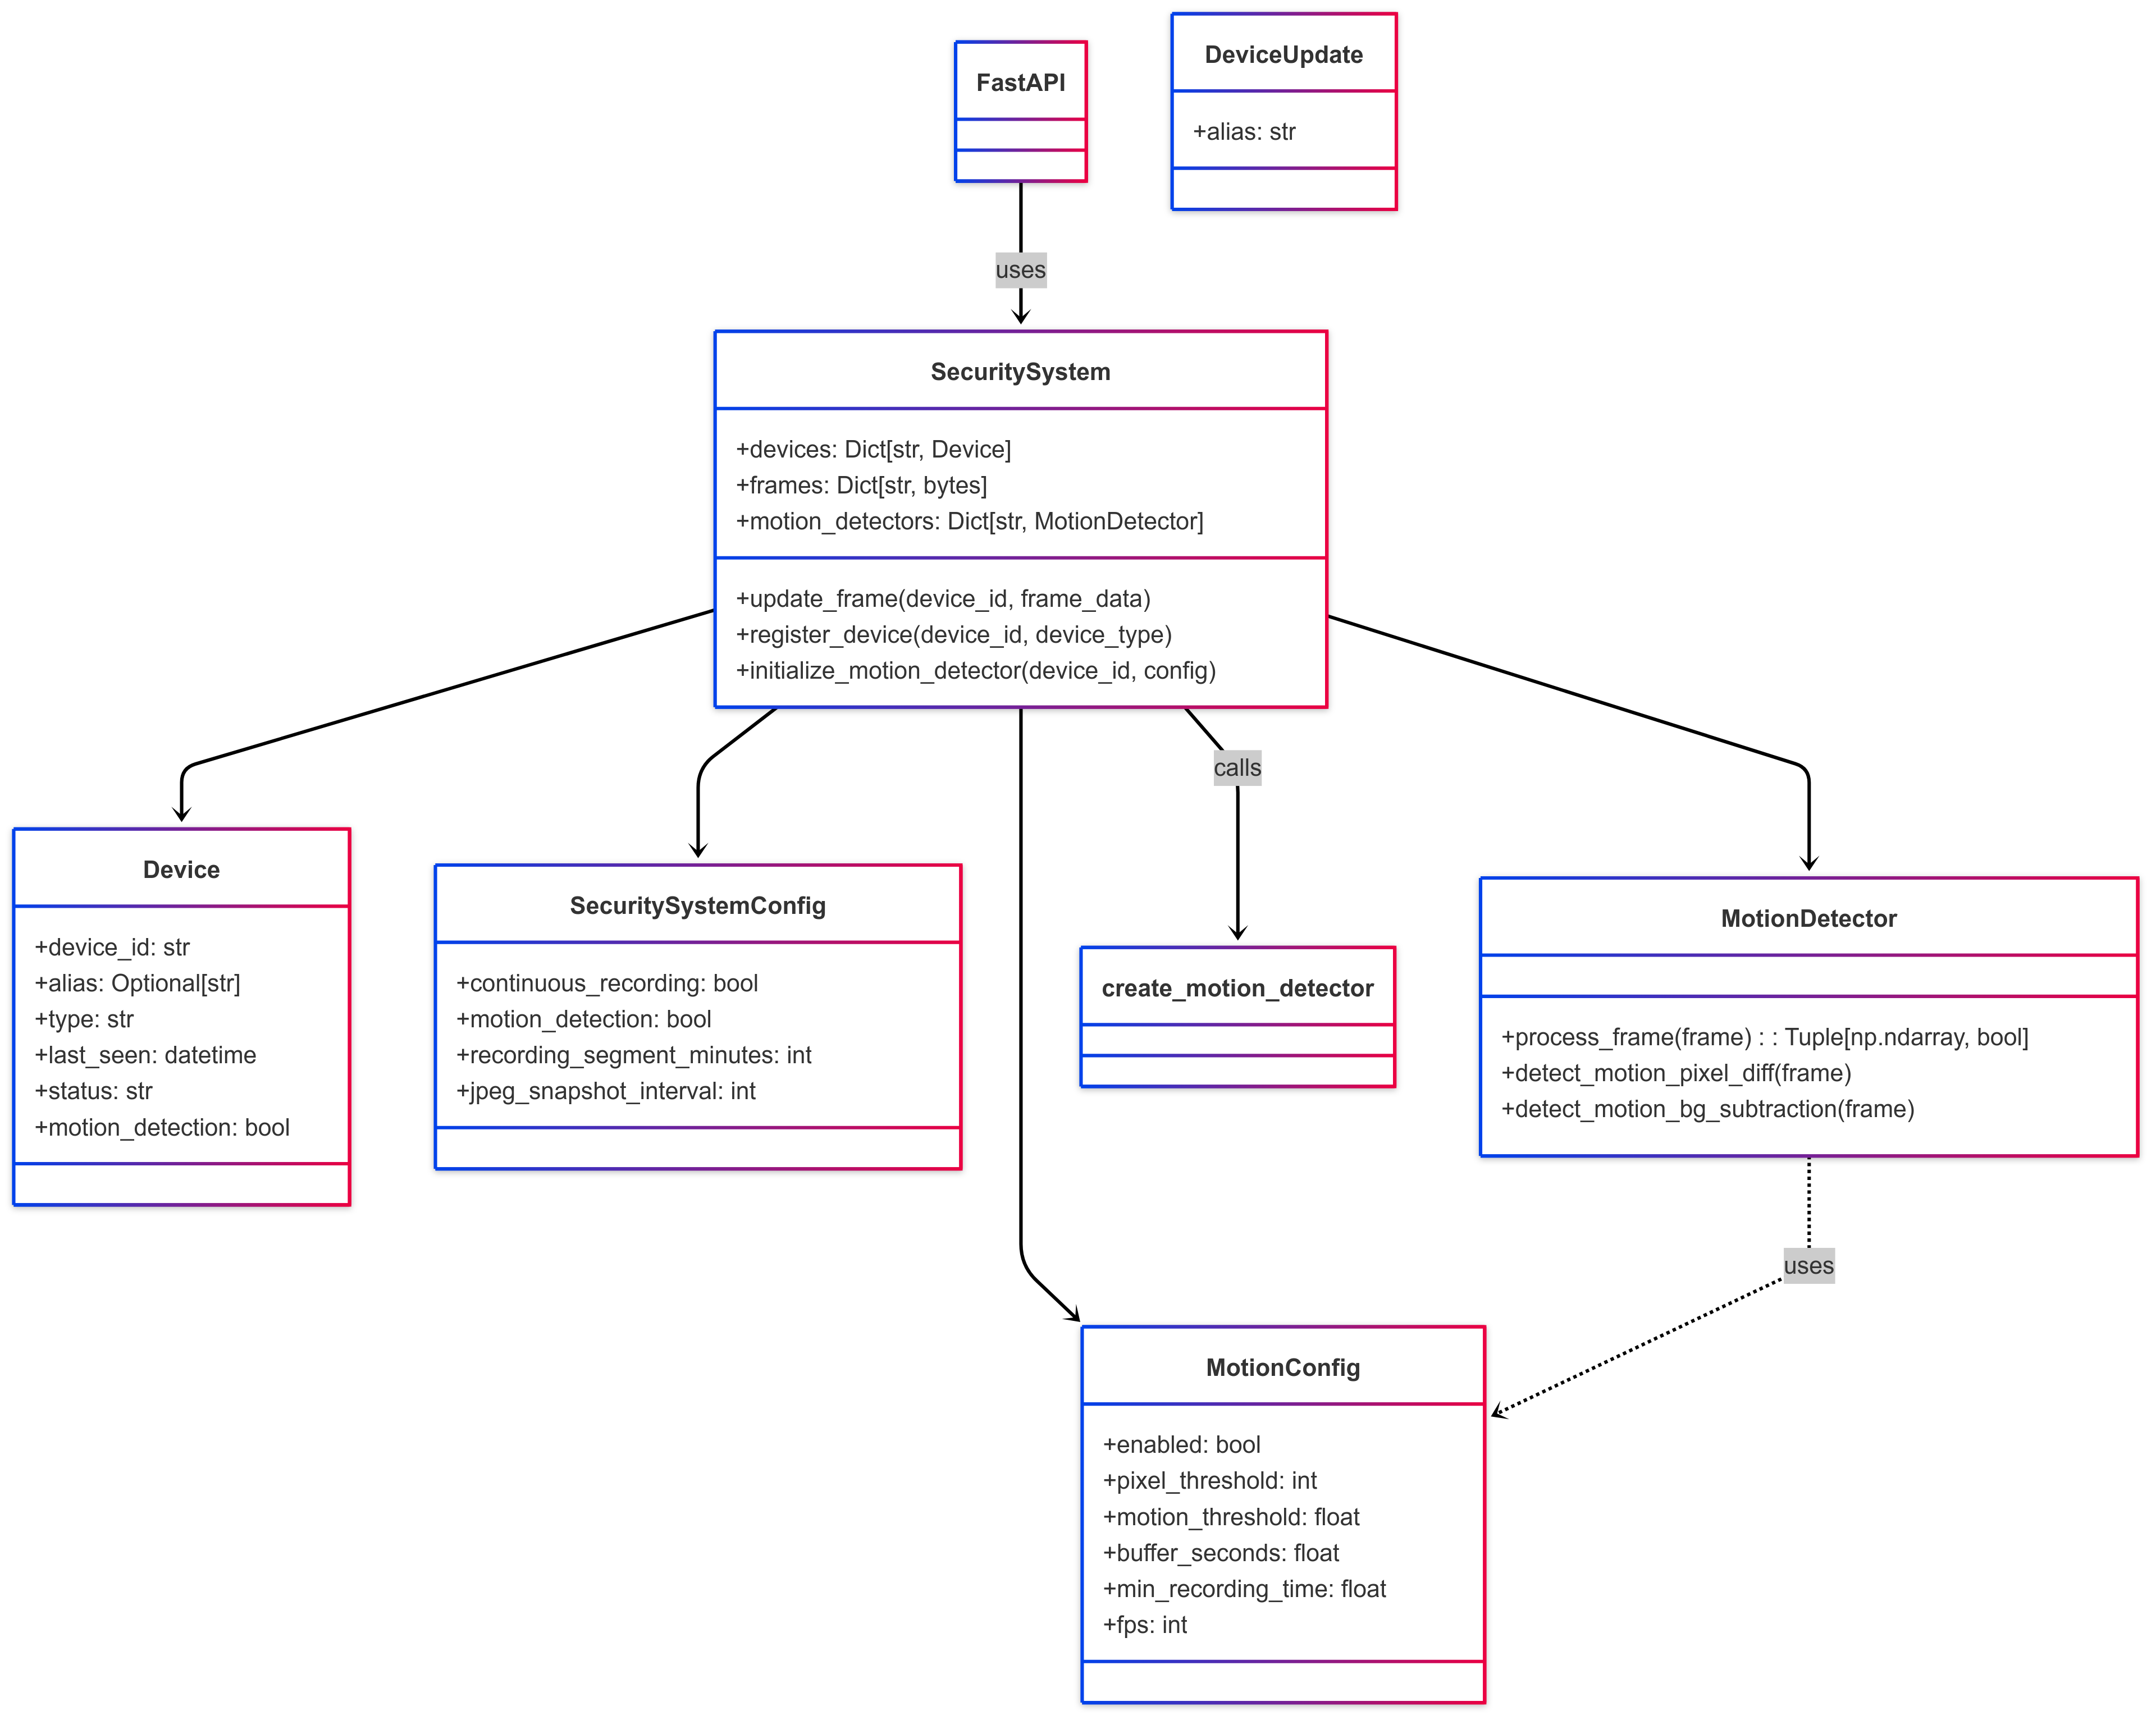 FastAPI
DeviceUpdate
+alias: str
uses
SecuritySystem
+devices: Dict[str, Device]
+frames: Dict[str, bytes]
+motion_detectors: Dict[str, MotionDetector]
+update_frame(device_id, frame_data)
+register_device(device_id, device_type)
+initialize_motion_detector(device_id, config)
calls
Device
+device_id: str
+alias: Optional[str]
+type: str
+last_seen: datetime
+status: str
+motion_detection: bool
SecuritySystemConfig
+continuous_recording: bool
+motion_detection: bool
+recording_segment_minutes: int
+jpeg_snapshot_interval: int
create_motion_detector
MotionDetector
+process_frame(frame) : : Tuple[np.ndarray, bool]
+detect_motion_pixel_diff(frame)
+detect_motion_bg_subtraction(frame)
uses
MotionConfig
+enabled: bool
+pixel_threshold: int
+motion_threshold: float
+buffer_seconds: float
+min_recording_time: float
+fps: int